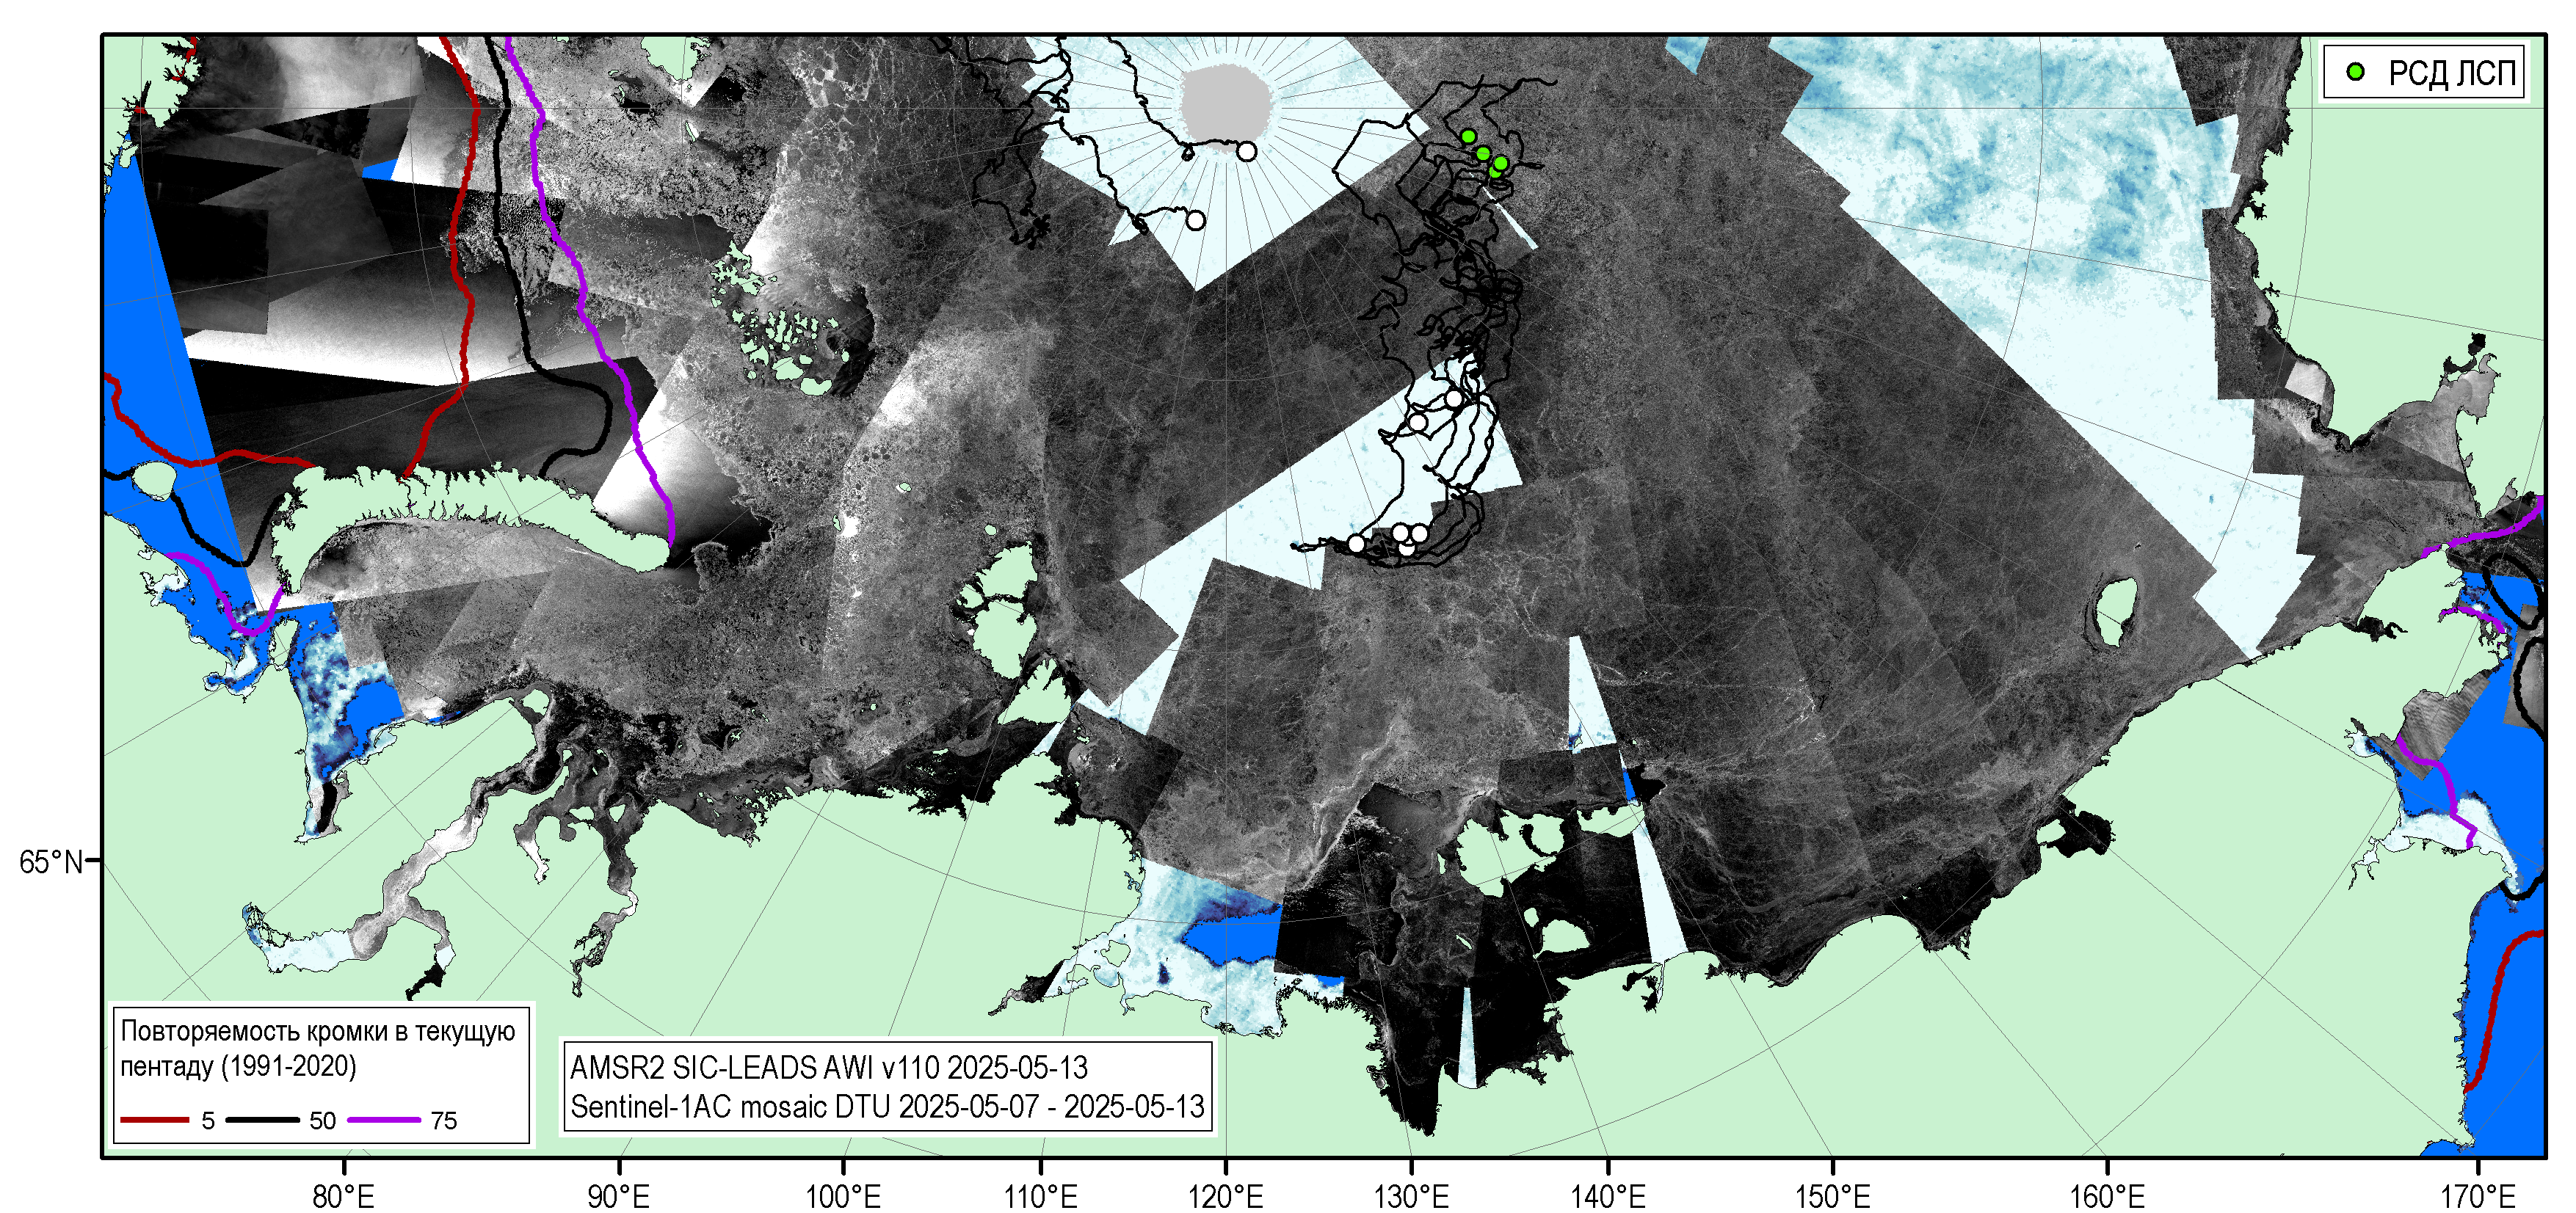 РСД ЛСП
65°N
Повторяемость кромки в текущую
пентаду (1991-2020)
5 50 75
AMSR2 SIC-LEADS AWI v110 2025-05-13
Sentinel-1AC mosaic DTU 2025-05-07 - 2025-05-13
80°E 90°E 100°E 110°E 120°E 130°E 140°E 150°E 160°E 170°E